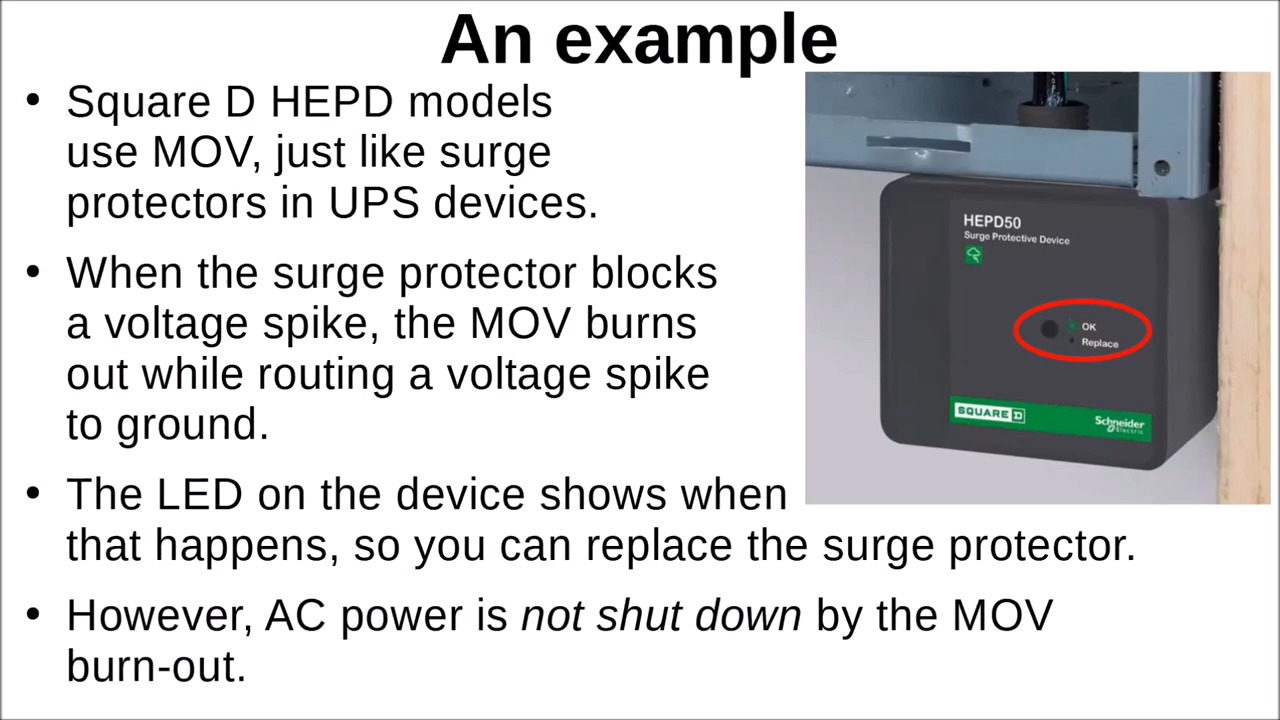 An example
• Square D HEPD models
use MOV, just like surge
protectors in UPS devices.
• When the surge protector blocks
a voltage spike, the MOV burns
out while routing a voltage spike
to ground.
• The LED on the device shows when
that happens, so you can replace the surge protector.
• However, AC power is not shut down by the MOV
burn-out.
HEPD50
Surge Protective Device
OK
Replace
SQUARE D
Schneider
Electric